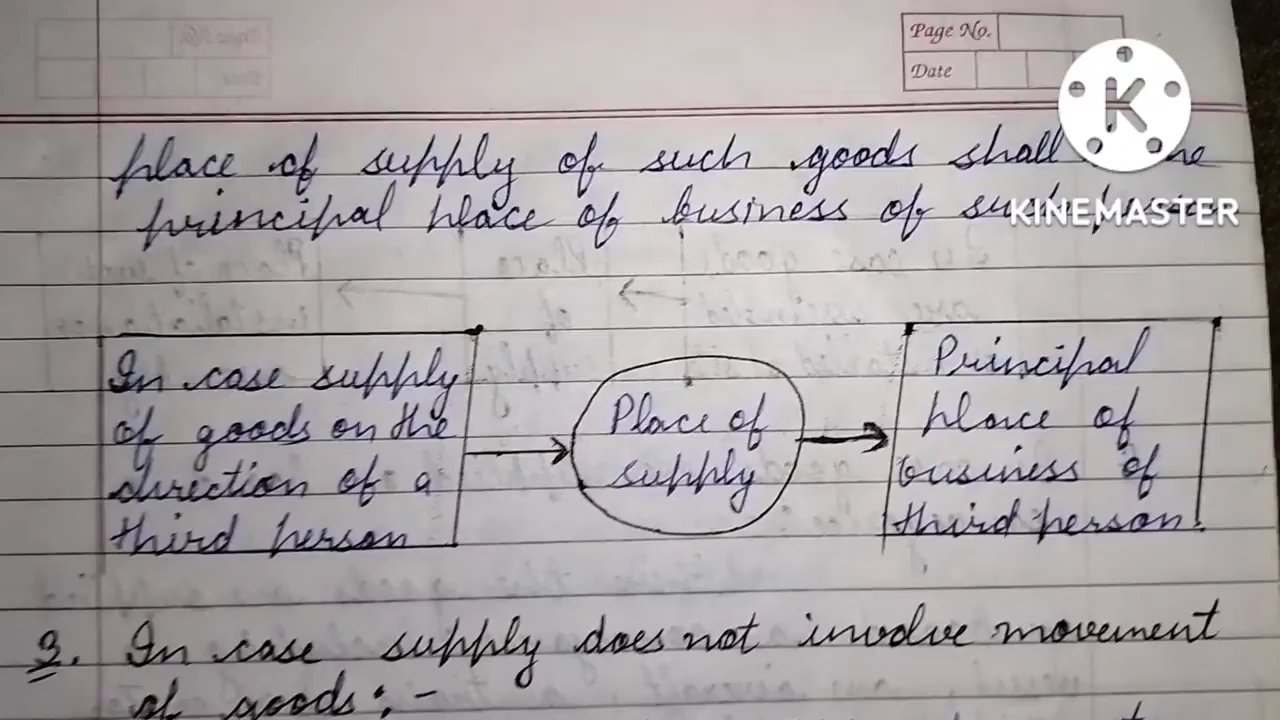 Page No.
Date
place of supply of such goods shall
principal place of business of such
KINEMASTER
In case supply
of goods on the
direction of a
third person
Place of
supply
Principal
place of
business of
third person.
3. In case supply does not involve movement
of goods : -